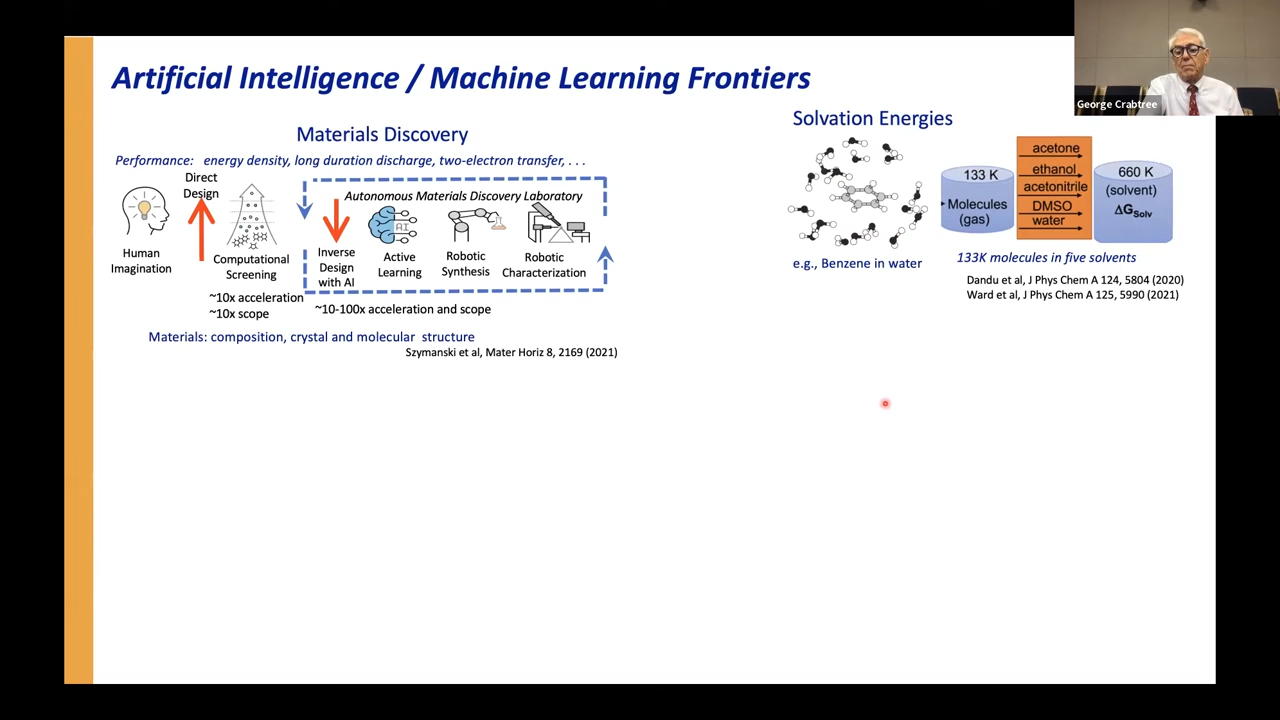 Artificial Intelligence / Machine Learning Frontiers
George Crabtree
Materials Discovery
Performance: energy density, long duration discharge, two-electron transfer, . . .
Direct
Design
Human
Imagination
Computational
Screening
~10x acceleration
~10x scope
Autonomous Materials Discovery Laboratory
AI
Inverse
Design
with AI
Active
Learning
Robotic
Synthesis
Robotic
Characterization
~10-100x acceleration and scope
Materials: composition, crystal and molecular structure
Szymanski et al, Mater Horiz 8, 2169 (2021)
Solvation Energies
e.g., Benzene in water
133 K
Molecules
(gas)
acetone
ethanol
acetonitrile
DMSO
water
660 K
(solvent)
ΔGSolv
133K molecules in five solvents
Dandu et al, J Phys Chem A 124, 5804 (2020)
Ward et al, J Phys Chem A 125, 5990 (2021)